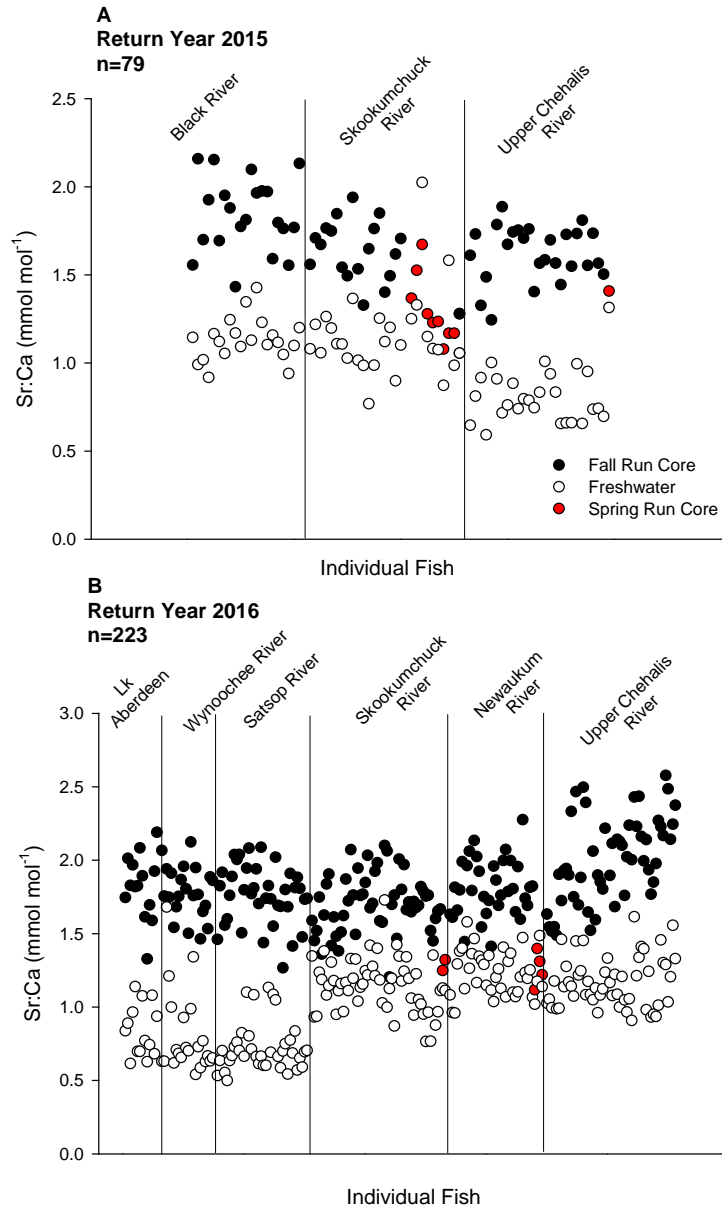 A
Return Year 2015
n=79
Black River
Skookumchuck
River
Upper Chehalis
River
2.5
2.0
1.5
1.0
0.5
0.0
Sr:Ca (mmol mol⁻¹)
Fall Run Core
Freshwater
Spring Run Core
Individual Fish
B
Return Year 2016
n=223
Lk
Aberdeen
Wynoochee River
Satsop River
Skookumchuck
River
Newaukum
River
Upper Chehalis
River
3.0
2.5
2.0
1.5
1.0
0.5
0.0
Sr:Ca (mmol mol⁻¹)
Individual Fish